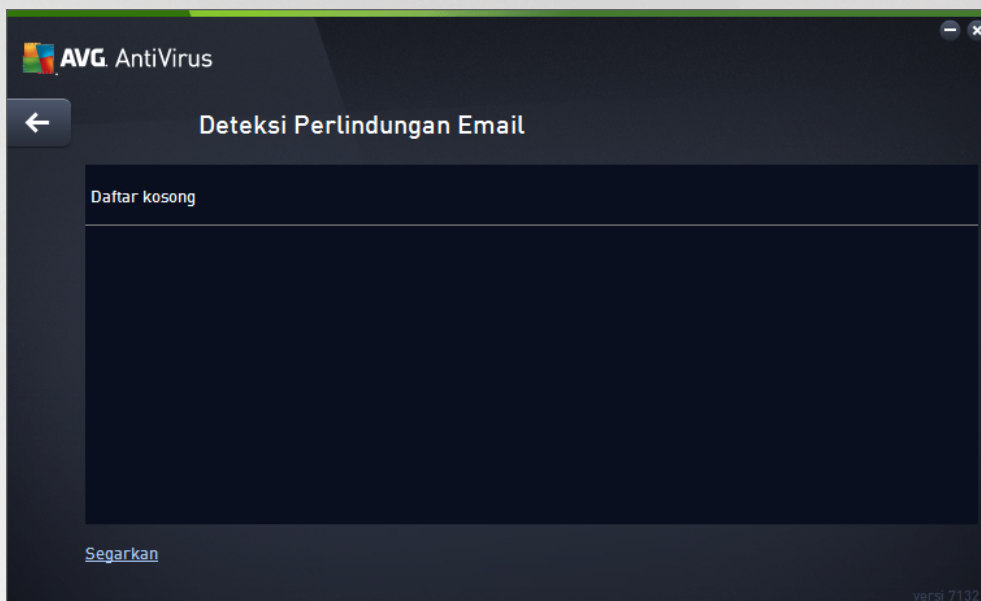 AVG. AntiVirus
Deteksi Perlindungan Email
Daftar kosong
Segarkan
versi 7132